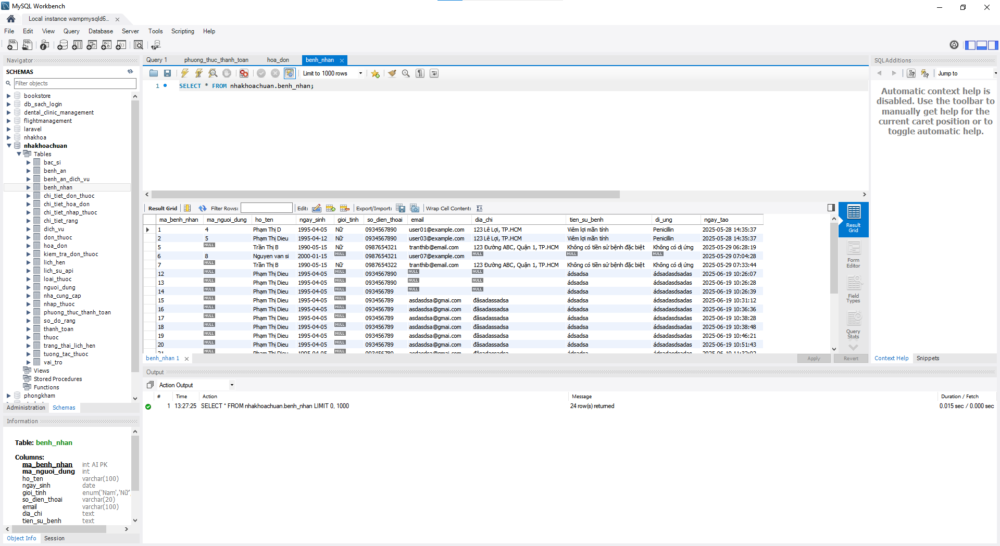 MySQL Workbench
Local instance wampmysqld6...
File Edit View Query Database Server Tools Scripting Help
Navigator
SCHEMAS
Filter objects
bookstore
db_sach_login
dental_clinic_management
flightmanagement
laravel
nhakhoa
nhakhoachuan
Tables
bac_si
benh_an
benh_an_dich_vu
benh_nhan
chi_tiet_don_thuoc
chi_tiet_hoa_don
chi_tiet_nhap_thuoc
chi_tiet_rang
dich_vu
don_thuoc
hoa_don
kiem_tra_don_thuoc
lich_hen
lich_su_api
loai_thuoc
nguoi_dung
nha_cung_cap
nhap_thuoc
phuong_thuc_thanh_toan
so_do_rang
thanh_toan
thuoc
trang_thai_lich_hen
tuong_tac_thuoc
vai_tro
Views
Stored Procedures
Functions
phongkham
Administration Schemas
Information
Table: benh_nhan
Columns:
ma_benh_nhan int AI PK
ma_nguoi_dung int
ho_ten varchar(100)
ngay_sinh date
gioi_tinh enum('Nam','Nữ'
so_dien_thoai varchar(20)
email varchar(100)
dia_chi text
tien_su_benh text
Object Info Session
Query 1 phuong_thuc_thanh_toan hoa_don benh_nhan
Limit to 1000 rows
1 SELECT * FROM nhakhoachuan.benh_nhan;
Result Grid Filter Rows: Edit: Export/Import: Wrap Cell Content:
ma_benh_nhan ma_nguoi_dung ho_ten ngay_sinh gioi_tinh so_dien_thoai email dia_chi tien_su_benh di_ung ngay_tao
1 4 Phạm Thị D 1995-04-05 Nữ 0934567890 user01@example.com 123 Lê Lợi, TP.HCM Viêm lợi mãn tính Penicillin 2025-05-28 14:35:37
2 5 Phạm Thị Dieu 1995-04-12 Nữ 0934567890 user03@example.com 123 Lê Lợi, TP.HCM Viêm lợi mãn tính Penicillin 2025-05-28 14:35:37
5 NULL Trần Thị B 1990-05-15 Nữ 0987654321 tranthib@email.com 123 Đường ABC, Quận 1, TP.HCM Không có tiền sử bệnh đặc biệt Không có dị ứng 2025-05-29 06:28:19
6 8 Nguyen van si 2000-01-15 NULL 0987654321 user07@example.com NULL NULL NULL 2025-05-29 07:04:28
7 NULL Trần Thị B 1990-05-15 Nữ 0987654322 tranthib@email.com 123 Đường ABC, Quận 1, TP.HCM Không có tiền sử bệnh đặc biệt Không có dị ứng 2025-05-29 07:33:44
12 NULL Phạm Thị Dieu 1995-04-05 NULL 0934567890 NULL NULL ádsadsa ádsadasdsadas 2025-06-19 10:26:07
13 NULL Phạm Thị Dieu 1995-04-05 NULL 0934567890 NULL NULL ádsadsa ádsadasdsadas 2025-06-19 10:26:28
14 NULL Phạm Thị Dieu 1995-04-05 NULL 093456789 NULL NULL ádsadsa ádsadasdsadas 2025-06-19 10:26:39
15 NULL Phạm Thị Dieu 1995-04-05 NULL 093456789 asdasdsa@gmai.com đâsadassadsa ádsadsa ádsadasdsadas 2025-06-19 10:31:12
16 NULL Phạm Thị Dieu 1995-04-05 NULL 093456789 asdasdsa@gmai.com đâsadassadsa ádsadsa ádsadasdsadas 2025-06-19 10:36:36
17 NULL Phạm Thị Dieu 1995-04-05 NULL 093456789 asdasdsa@gmai.com đâsadassadsa ádsadsa ádsadasdsadas 2025-06-19 10:38:28
18 NULL Phạm Thị Dieu 1995-04-05 NULL 093456789 asdasdsa@gmai.com đâsadassadsa ádsadsa ádsadasdsadas 2025-06-19 10:38:48
19 NULL Phạm Thị Dieu 1995-04-05 NULL 093456789 asdasdsa@gmai.com đâsadassadsa ádsadsa ádsadasdsadas 2025-06-19 10:46:21
20 NULL Phạm Thị Dieu 1995-04-05 NULL 093456789 asdasdsa@gmai.com đâsadassadsa ádsadsa ádsadasdsadas 2025-06-19 10:51:43
Result Grid
Form Editor
Field Types
Query Stats
benh_nhan 1
Apply Revert
SQLAdditions
Jump to
Automatic context help is
disabled. Use the toolbar to
manually get help for the
current caret position or to
toggle automatic help.
Context Help Snippets
Output
Action Output
# Time Action Message Duration / Fetch
1 13:27:25 SELECT * FROM nhakhoachuan.benh_nhan LIMIT 0, 1000 24 row(s) returned 0.015 sec / 0.000 sec